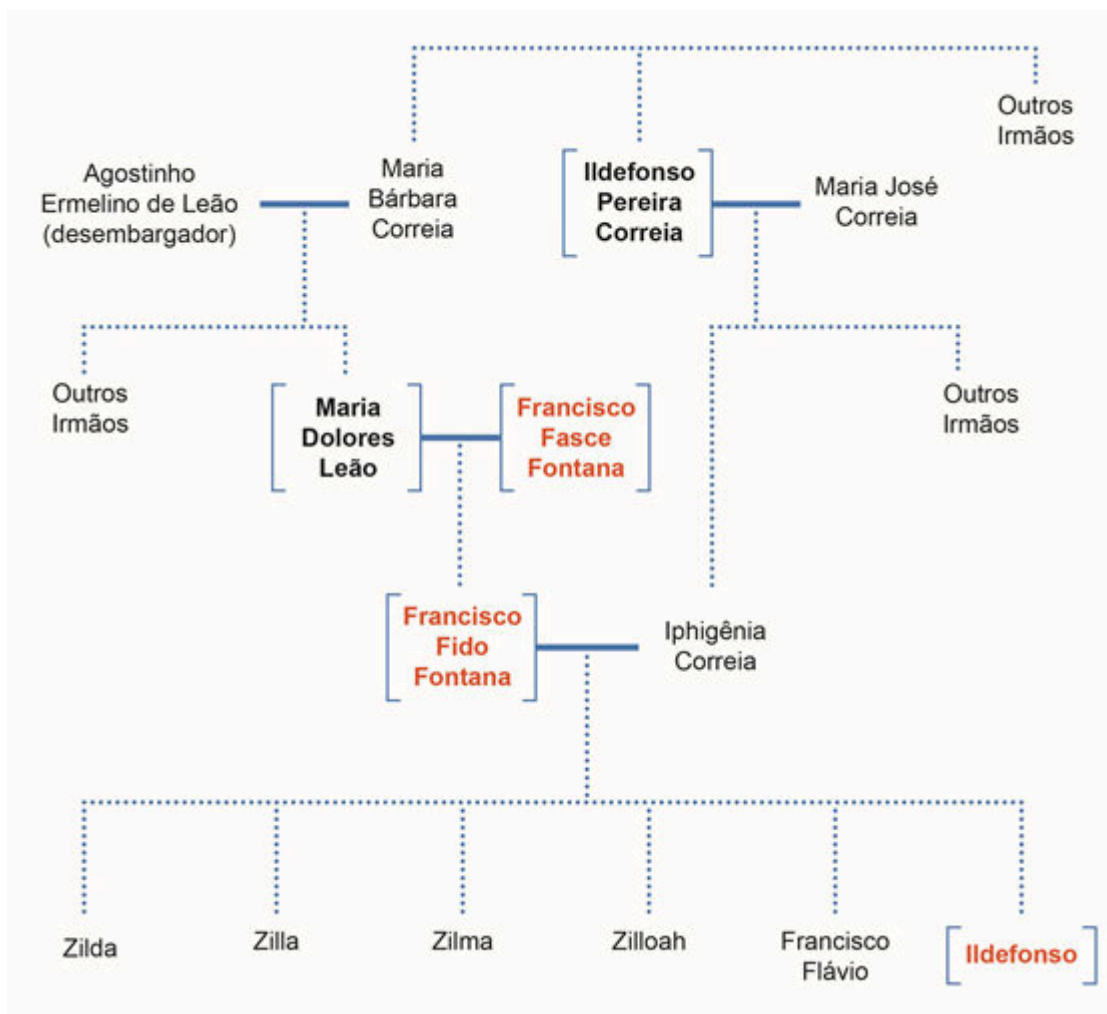 Outros
Irmãos
Agostinho
Ermelino de Leão
(desembargador)
Maria
Bárbara
Correia
Ildefonso
Pereira
Correia
Maria José
Correia
Outros
Irmãos
Maria
Dolores
Leão
Francisco
Fasce
Fontana
Outros
Irmãos
Francisco
Fido
Fontana
Iphigênia
Correia
Zilda
Zilla
Zilma
Zilloah
Francisco
Flávio
Ildefonso